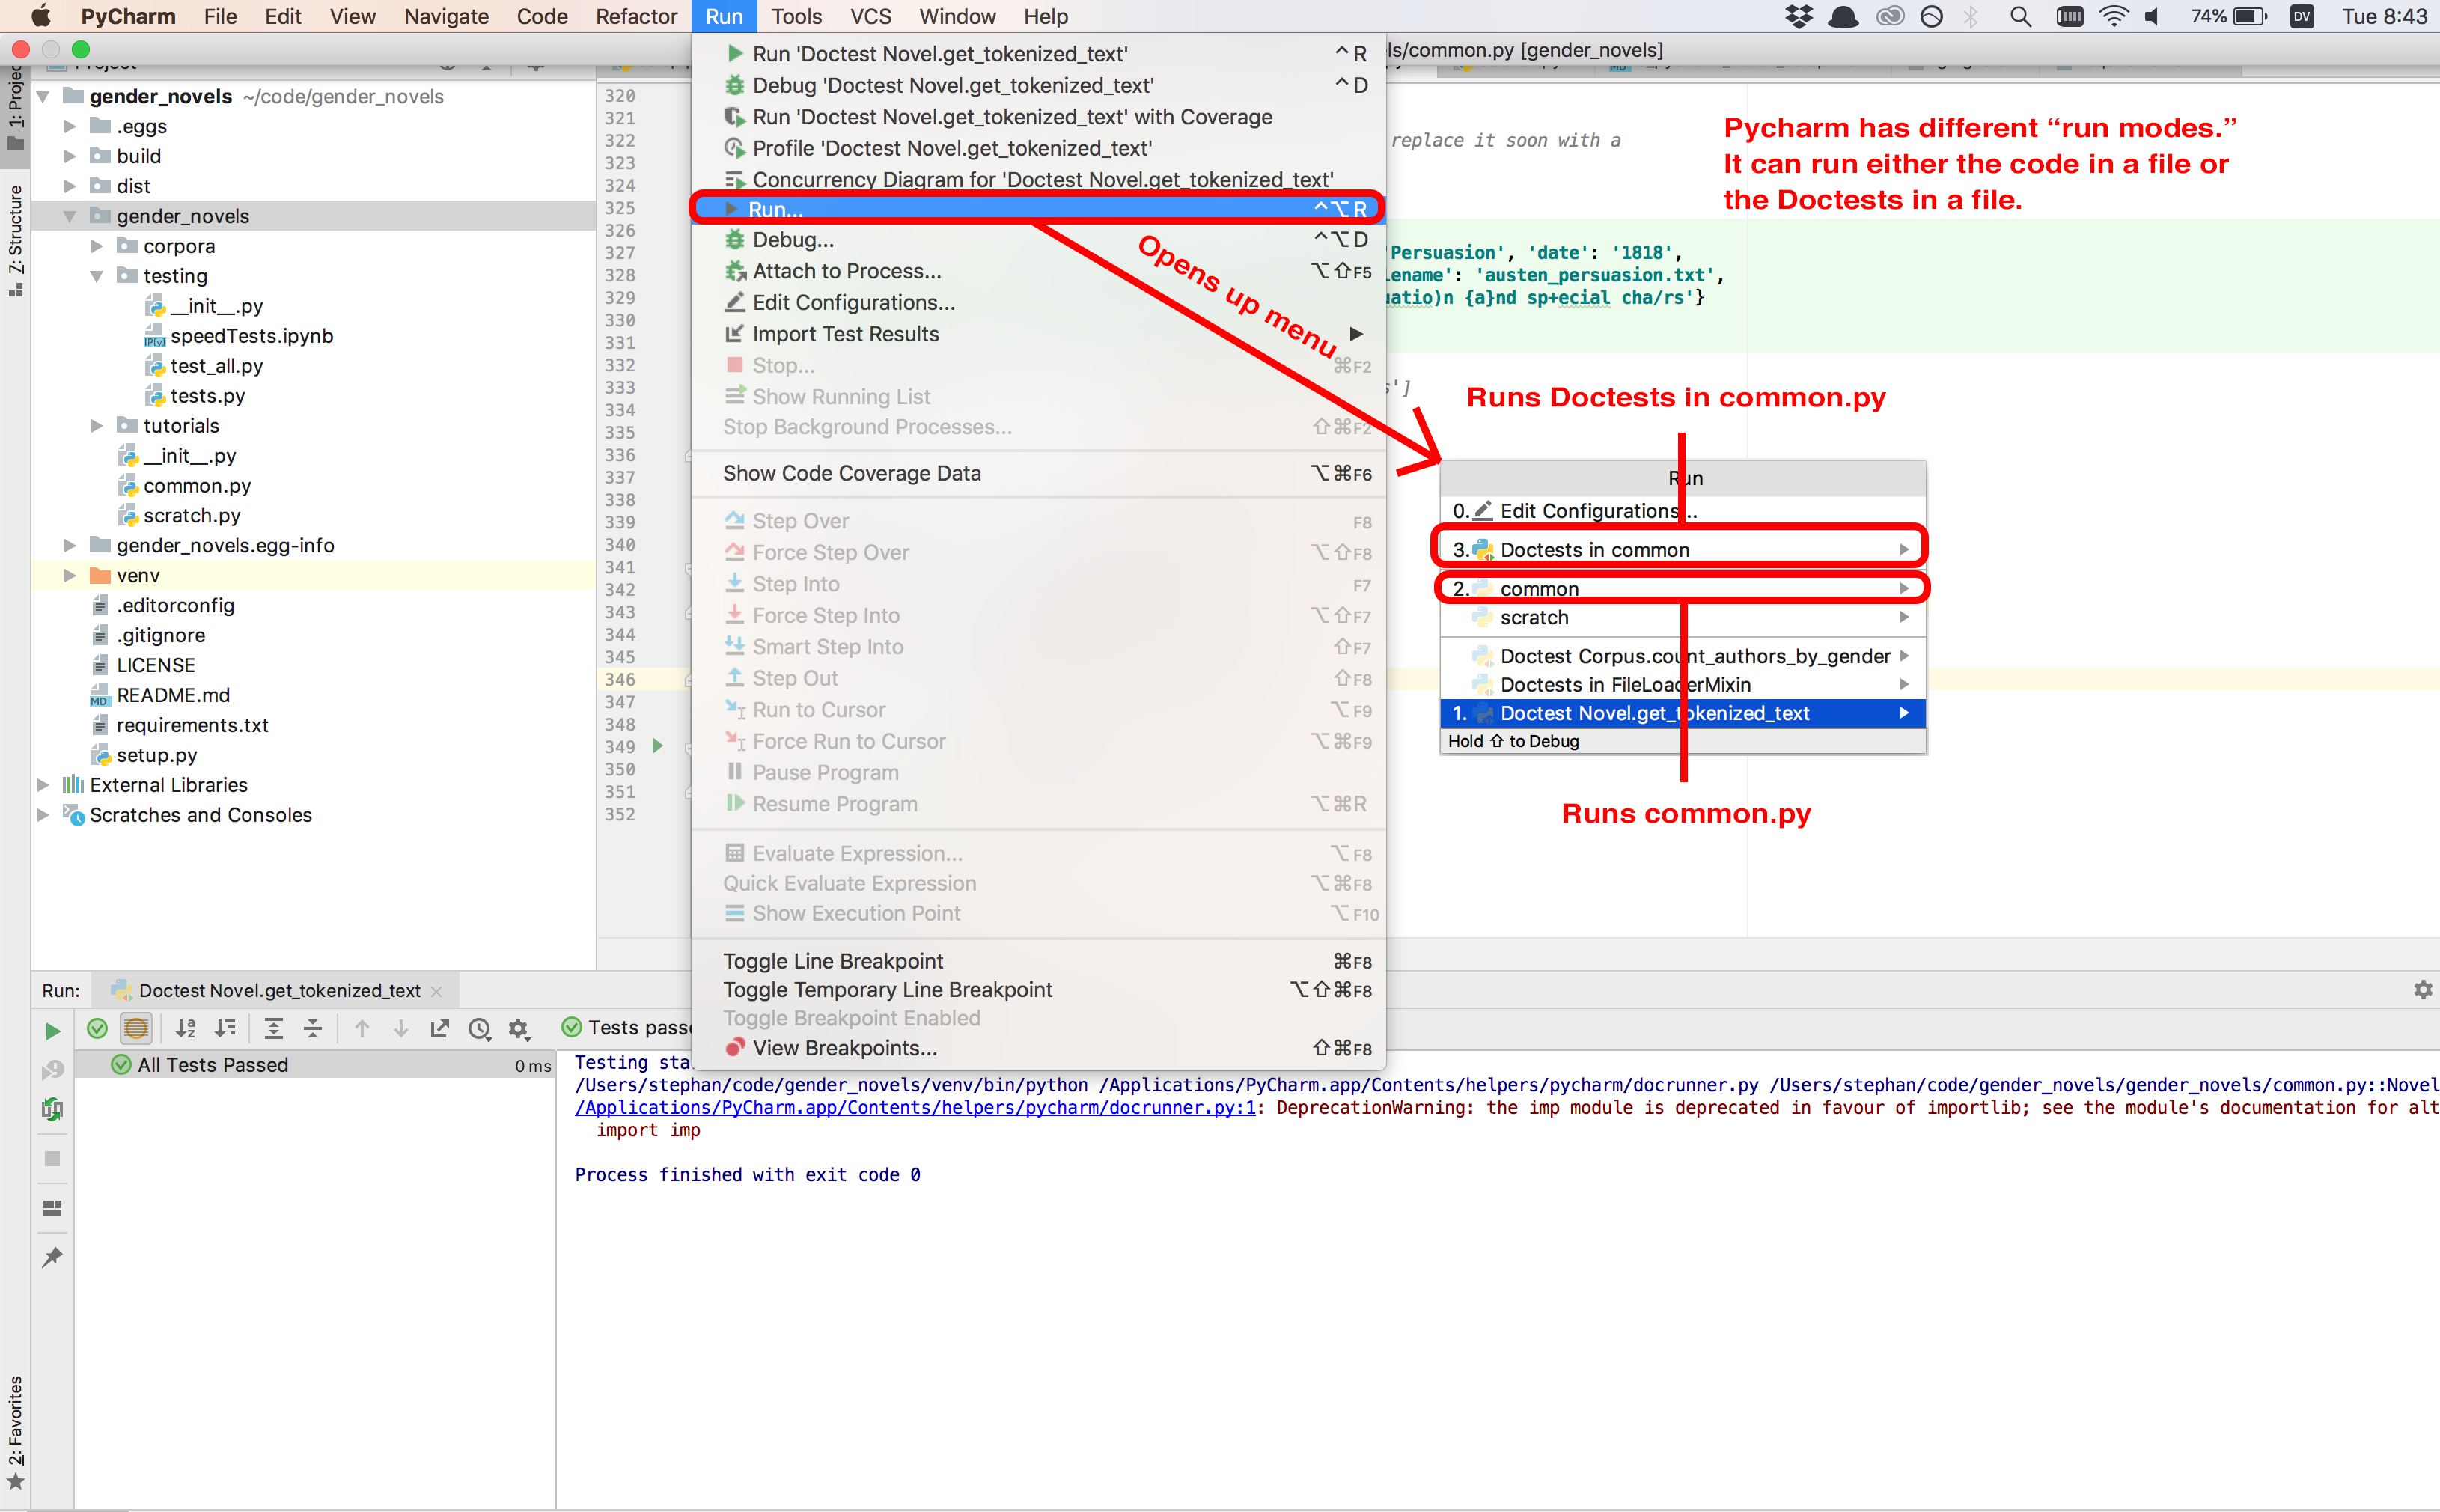 PyCharm File Edit View Navigate Code Refactor Run Tools VCS Window Help 74% DV Tue 8:43
ls/common.py [gender_novels]
1: Project
7: Structure
2: Favorites
gender_novels ~/code/gender_novels
.eggs
build
dist
gender_novels
corpora
testing
__init__.py
speedTests.ipynb
test_all.py
tests.py
tutorials
__init__.py
common.py
scratch.py
gender_novels.egg-info
venv
.editorconfig
.gitignore
LICENSE
README.md
requirements.txt
setup.py
External Libraries
Scratches and Consoles
320
321
322
323
324
325
326
327
328
329
330
331
332
333
334
335
336
337
338
339
340
341
342
343
344
345
346
347
348
349
350
351
352
Run 'Doctest Novel.get_tokenized_text' ^ R
Debug 'Doctest Novel.get_tokenized_text' ^ D
Run 'Doctest Novel.get_tokenized_text' with Coverage
Profile 'Doctest Novel.get_tokenized_text'
Concurrency Diagram for 'Doctest Novel.get_tokenized_text'
Run... ^⌥R
Debug... ^⌥D
Attach to Process... ⌥⇧F5
Edit Configurations...
Import Test Results
Stop... ⌘F2
Show Running List
Stop Background Processes... ⇧⌘F2
Show Code Coverage Data ⌥⌘F6
Step Over F8
Force Step Over ⌥⇧F8
Step Into F7
Force Step Into ⌥⇧F7
Smart Step Into ⇧F7
Step Out ⇧F8
Run to Cursor ⌥F9
Force Run to Cursor ⌥⌘F9
Pause Program
Resume Program ⌥⌘R
Evaluate Expression... ⌥F8
Quick Evaluate Expression ⌥⌘F8
Show Execution Point ⌥F10
Toggle Line Breakpoint ⌘F8
Toggle Temporary Line Breakpoint ⌥⇧⌘F8
Toggle Breakpoint Enabled
View Breakpoints... ⇧⌘F8
replace it soon with a
Persuasion', 'date': '1818',
ename': 'austen_persuasion.txt',
uatio)n {a}nd sp+ecial cha/rs'}
s']
Pycharm has different “run modes.”
It can run either the code in a file or
the Doctests in a file.
Opens up menu
Runs Doctests in common.py
Run
0. Edit Configurations...
3. Doctests in common
2. common
scratch
Doctest Corpus.count_authors_by_gender
Doctests in FileLoaderMixin
1. Doctest Novel.get_tokenized_text
Hold ⇧ to Debug
Runs common.py
Run: Doctest Novel.get_tokenized_text
Tests passe
All Tests Passed 0 ms
Testing sta
/Users/stephan/code/gender_novels/venv/bin/python /Applications/PyCharm.app/Contents/helpers/pycharm/docrunner.py /Users/stephan/code/gender_novels/gender_novels/common.py::Novel
/Applications/PyCharm.app/Contents/helpers/pycharm/docrunner.py:1: DeprecationWarning: the imp module is deprecated in favour of importlib; see the module's documentation for alt
import imp
Process finished with exit code 0